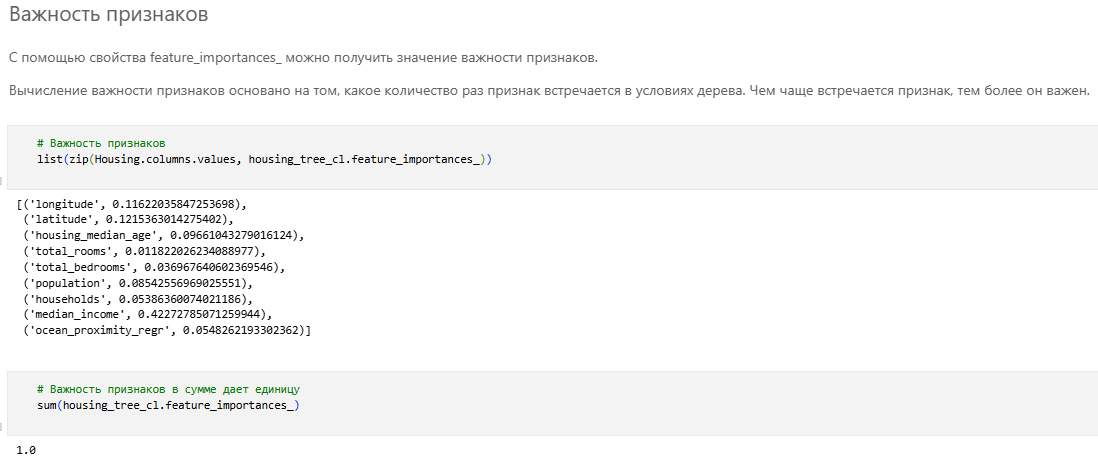 Важность признаков
С помощью свойства feature_importances_ можно получить значение важности признаков.
Вычисление важности признаков основано на том, какое количество раз признак встречается в условиях дерева. Чем чаще встречается признак, тем более он важен.
# Важность признаков
list(zip(Housing.columns.values, housing_tree_cl.feature_importances_))
[('longitude', 0.11622035847253698),
('latitude', 0.1215363014275402),
('housing_median_age', 0.09661043279016124),
('total_rooms', 0.011822026234088977),
('total_bedrooms', 0.036967640602369546),
('population', 0.08542556969025551),
('households', 0.05386360074021186),
('median_income', 0.42272785071259944),
('ocean_proximity_regr', 0.0548262193302362)]
# Важность признаков в сумме дает единицу
sum(housing_tree_cl.feature_importances_)
1.0